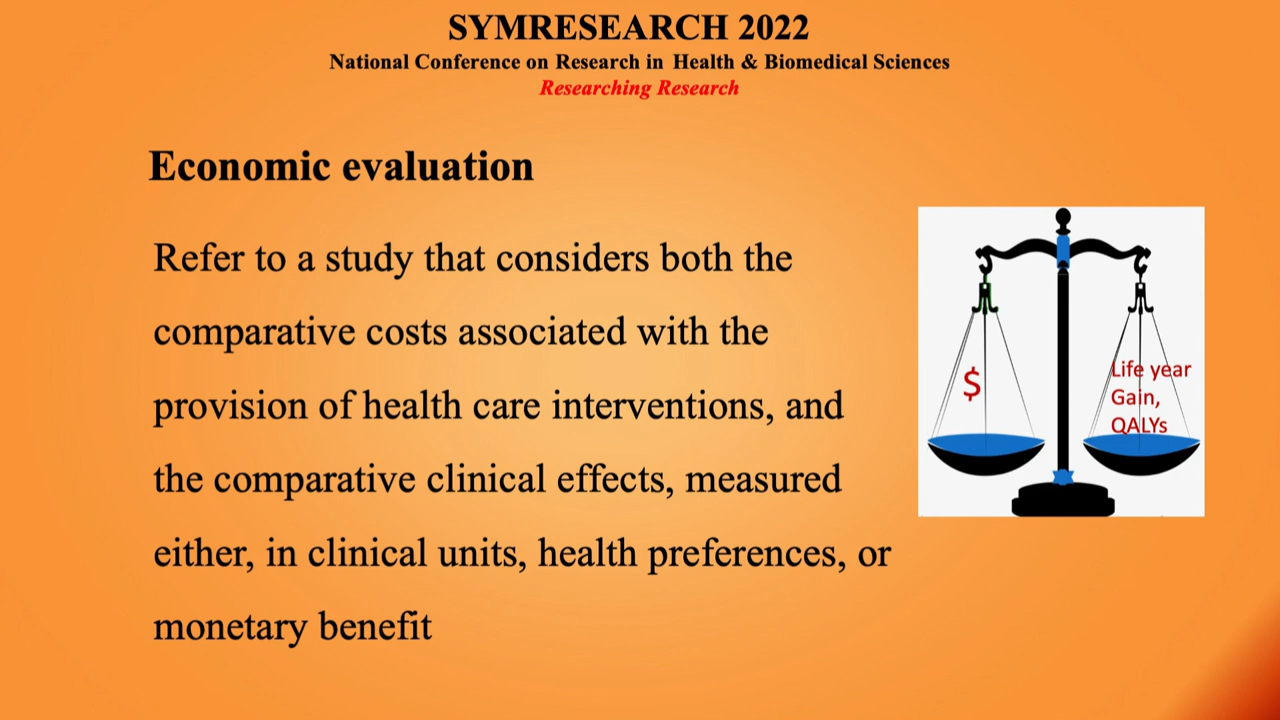 SYMRESEARCH 2022
National Conference on Research in Health & Biomedical Sciences
Researching Research
Economic evaluation
Refer to a study that considers both the
comparative costs associated with the
provision of health care interventions, and
the comparative clinical effects, measured
either, in clinical units, health preferences, or
monetary benefit
$
Life year
Gain,
QALYs